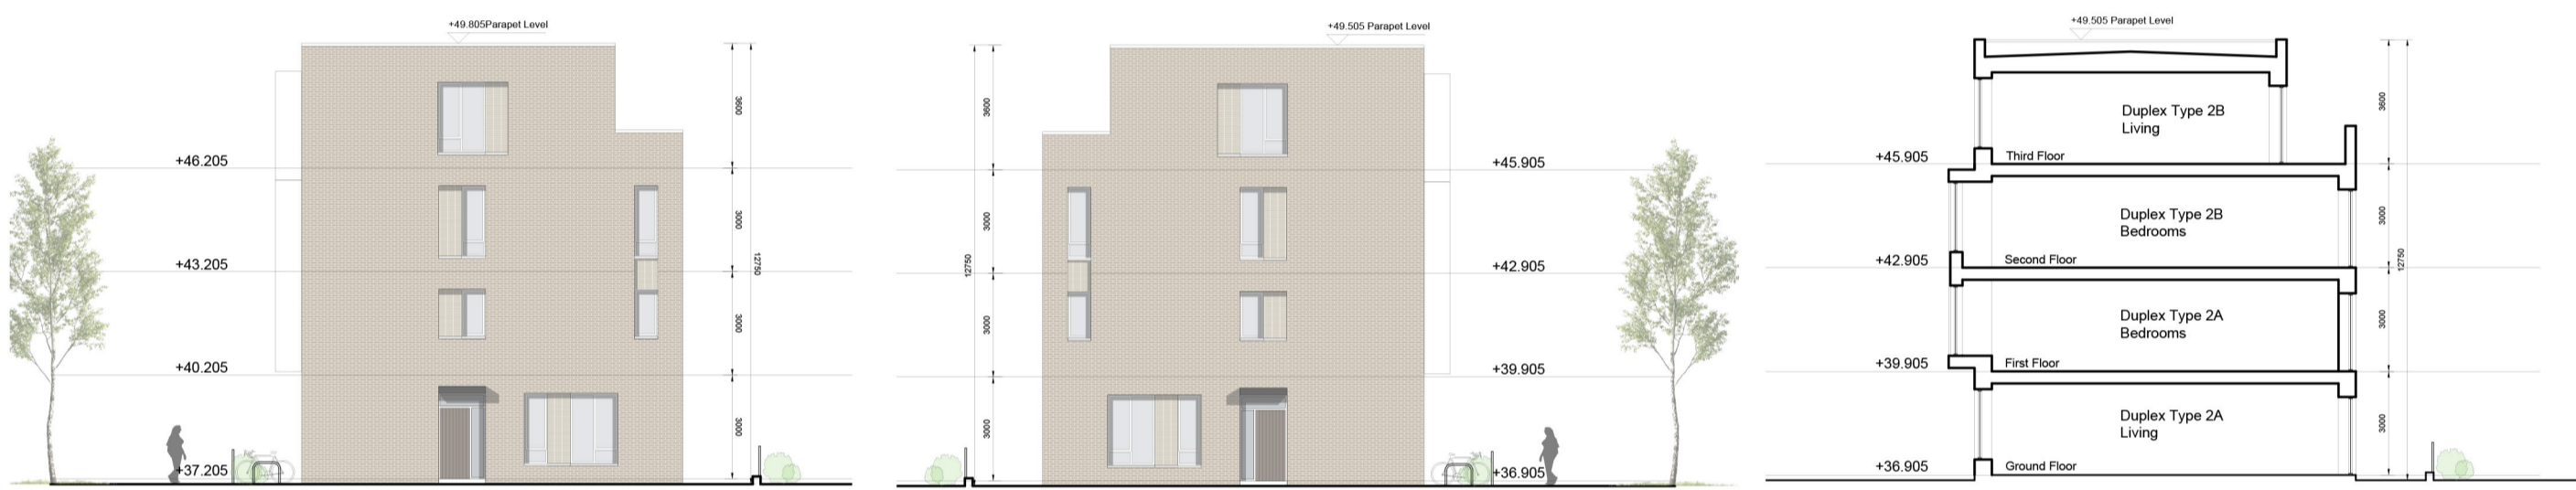 +49.805Parapet Level
3600
+46.205
3000
+43.205
12750
3000
+40.205
3000
+37.205
+49.505 Parapet Level
3600
+45.905
3000
12750
+42.905
3000
+39.905
3000
+36.905
+49.505 Parapet Level
3600
Duplex Type 2B
Living
+45.905
Third Floor
3000
Duplex Type 2B
Bedrooms
+42.905
Second Floor
12750
3000
Duplex Type 2A
Bedrooms
+39.905
First Floor
3000
Duplex Type 2A
Living
+36.905
Ground Floor